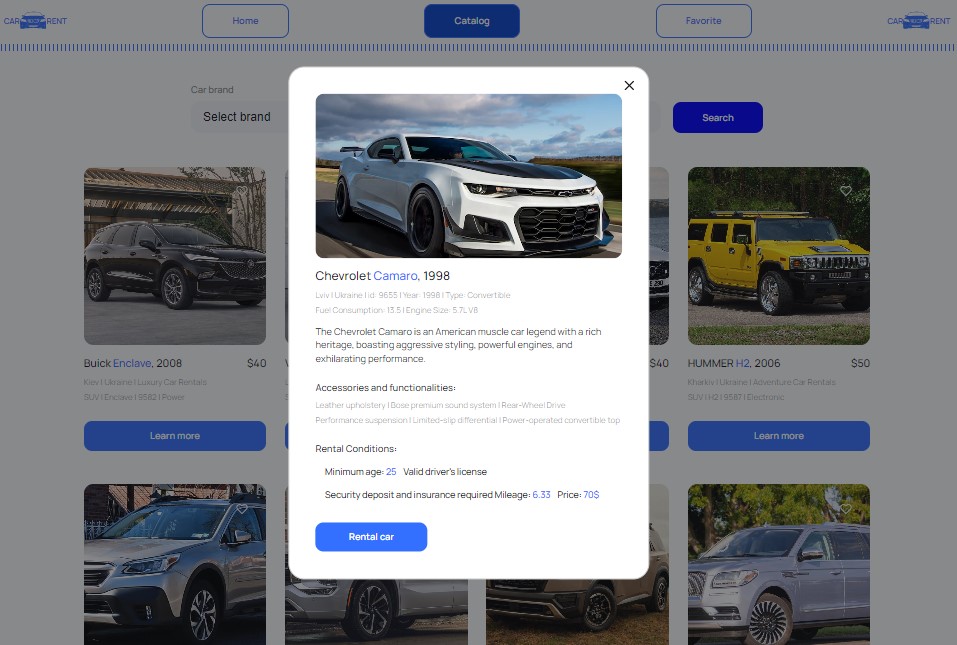 CAR RENT
Home
Catalog
Favorite
CAR RENT
Car brand
Select brand
Search
Chevrolet Camaro, 1998
Lviv | Ukraine | id: 9655 | Year: 1998 | Type: Convertible
Fuel Consumption: 13.5 | Engine Size: 5.7L V8
The Chevrolet Camaro is an American muscle car legend with a rich
heritage, boasting aggressive styling, powerful engines, and
exhilarating performance.
Accessories and functionalities:
Leather upholstery | Bose premium sound system | Rear-Wheel Drive
Performance suspension | Limited-slip differential | Power-operated convertible top
Rental Conditions:
Minimum age: 25 Valid driver's license
Security deposit and insurance required Mileage: 6.33 Price: 70$
Rental car
Buick Enclave, 2008 $40
Kiev | Ukraine | Luxury Car Rentals
SUV | Enclave | 9582 | Power
Learn more
$40
HUMMER H2, 2006 $50
Kharkiv | Ukraine | Adventure Car Rentals
SUV | H2 | 9587 | Electronic
Learn more